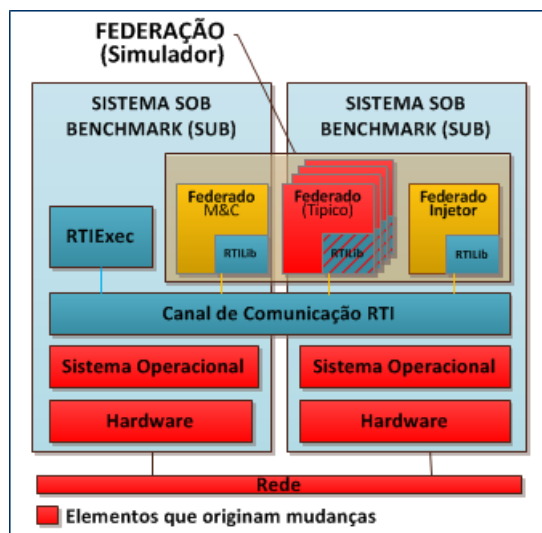 FEDERAÇÃO
(Simulador)
SISTEMA SOB
BENCHMARK (SUB)
SISTEMA SOB
BENCHMARK (SUB)
Federado
M&C
RTILib
Federado
(Tipico)
RTILib
Federado
Injetor
RTILib
RTIExec
Canal de Comunicação RTI
Sistema Operacional
Sistema Operacional
Hardware
Hardware
Rede
Elementos que originam mudanças